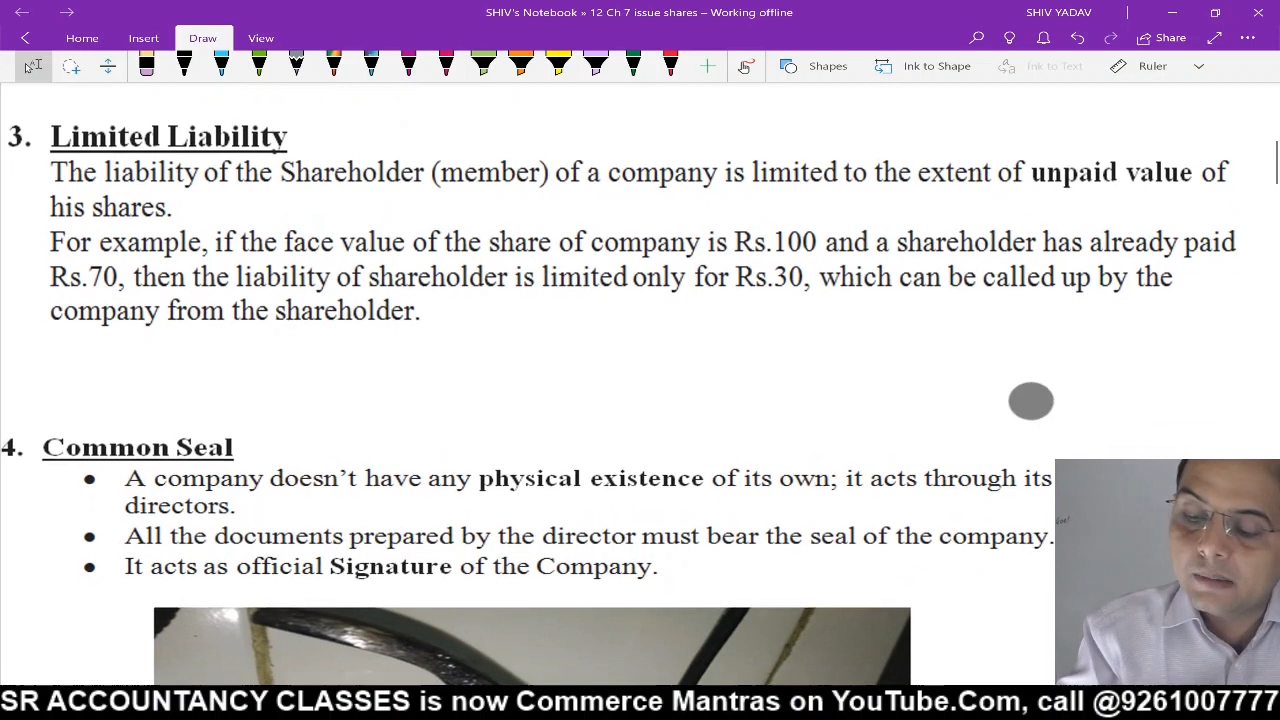 SHIV's Notebook » 12 Ch 7 issue shares – Working offline
SHIV YADAV
Home Insert Draw View
Share
Shapes Ink to Shape Ink to Text Ruler
3. Limited Liability
The liability of the Shareholder (member) of a company is limited to the extent of unpaid value of
his shares.
For example, if the face value of the share of company is Rs.100 and a shareholder has already paid
Rs.70, then the liability of shareholder is limited only for Rs.30, which can be called up by the
company from the shareholder.
4. Common Seal
• A company doesn't have any physical existence of its own; it acts through its
directors.
• All the documents prepared by the director must bear the seal of the company.
• It acts as official Signature of the Company.
SR ACCOUNTANCY CLASSES is now Commerce Mantras on YouTube.Com, call @9261007777